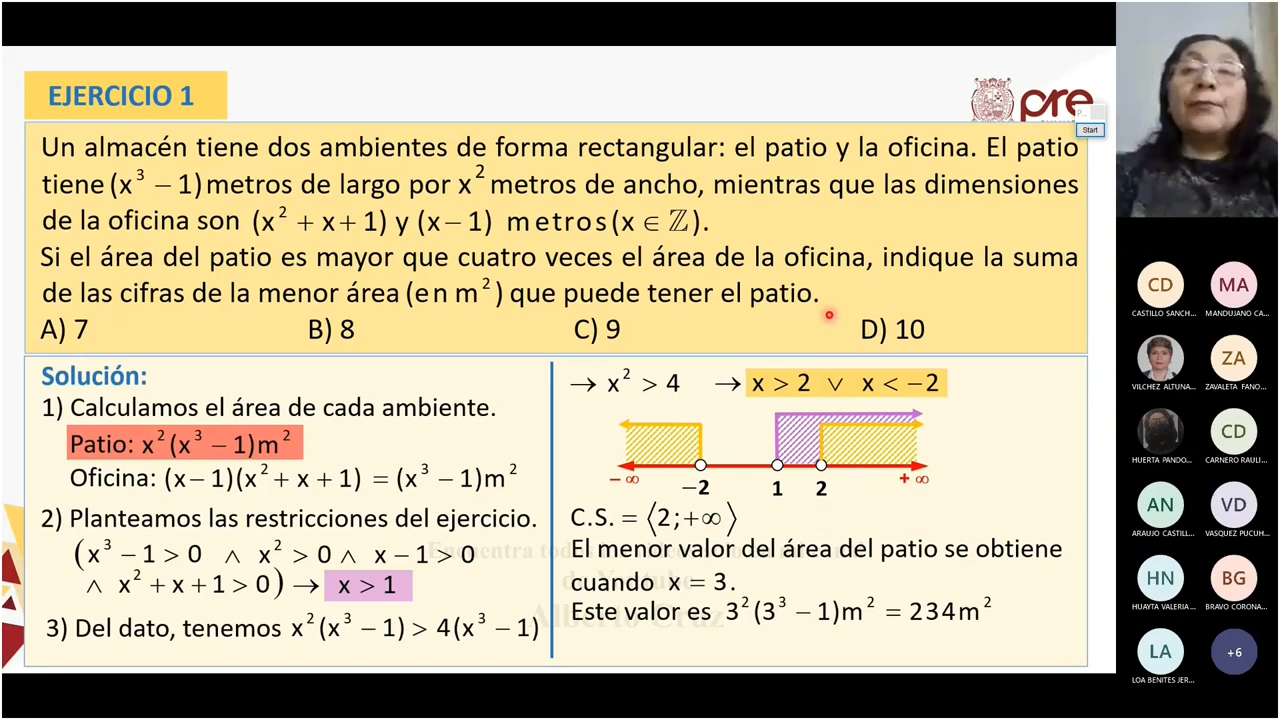 EJERCICIO 1
pre
P...
Start
Un almacén tiene dos ambientes de forma rectangular: el patio y la oficina. El patio
tiene (x³ − 1) metros de largo por x² metros de ancho, mientras que las dimensiones
de la oficina son (x² + x + 1) y (x − 1) metros (x ∈ ℤ).
Si el área del patio es mayor que cuatro veces el área de la oficina, indique la suma
de las cifras de la menor área (en m²) que puede tener el patio.
A) 7 B) 8 C) 9 D) 10
Solución:
1) Calculamos el área de cada ambiente.
Patio: x²(x³ − 1)m²
Oficina: (x − 1)(x² + x + 1) = (x³ − 1)m²
2) Planteamos las restricciones del ejercicio.
(x³ − 1 > 0 ∧ x² > 0 ∧ x − 1 > 0
∧ x² + x + 1 > 0) → x > 1
3) Del dato, tenemos x²(x³ − 1) > 4(x³ − 1)
→ x² > 4 → x > 2 ∨ x < −2
−∞ −2 1 2 +∞
C.S. = ⟨2; +∞⟩
El menor valor del área del patio se obtiene
cuando x = 3.
Este valor es 3²(3³ − 1)m² = 234m²
Encuentra
Alberto Cruz
CD
CASTILLO SANCH...
MA
MANDUJANO CA...
VILCHEZ ALTUNA...
ZA
ZAVALETA FANO...
HUERTA PANDO...
CD
CARNERO RAULI...
AN
ARAUJO CASTILL...
VD
VASQUEZ PUCUH...
HN
HUAYTA VALERIA...
BG
BRAVO CORONA...
LA
LOA BENITES JER...
+6